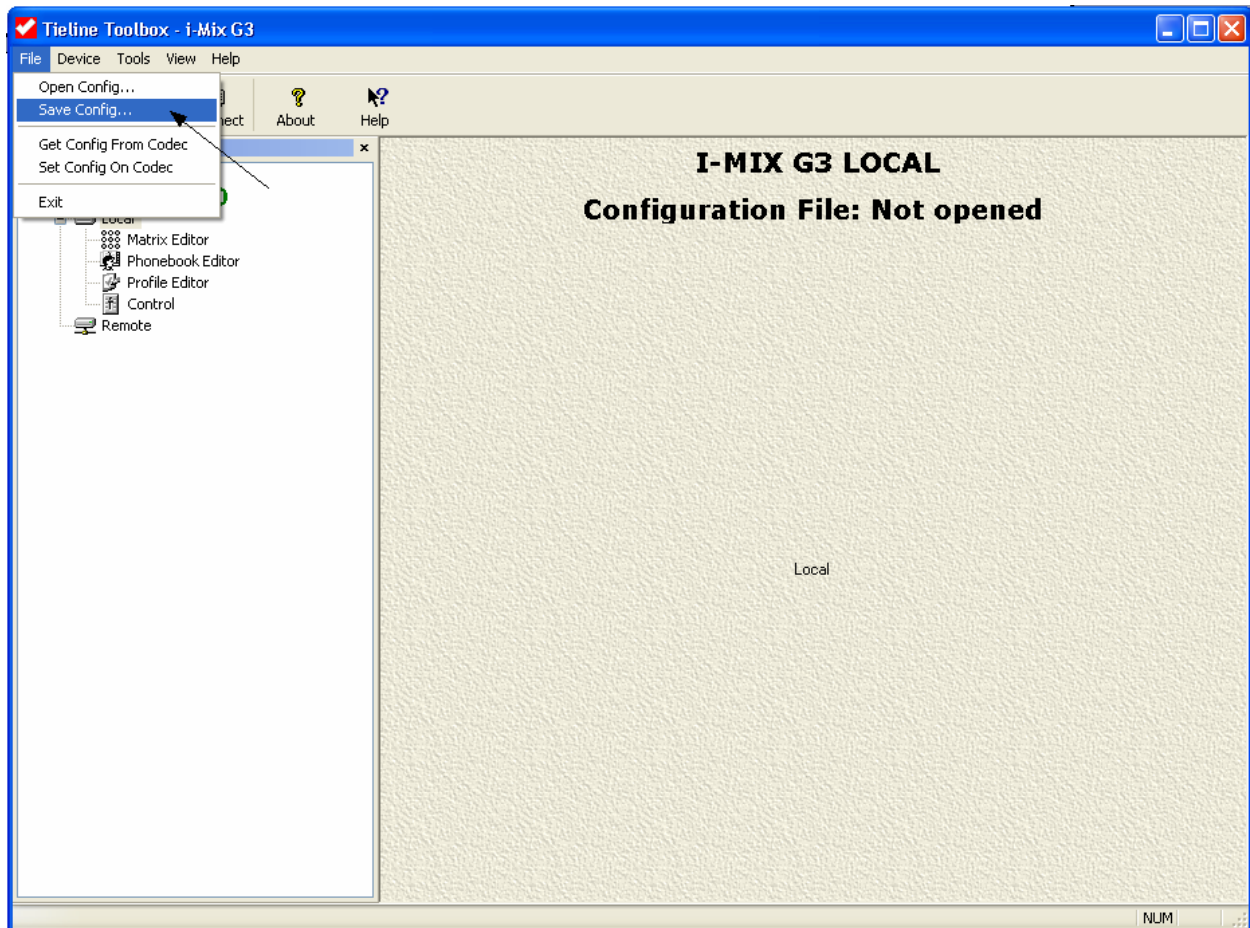 Tieline Toolbox - i-Mix G3
File Device Tools View Help
Open Config...
Save Config...
Get Config From Codec
Set Config On Codec
Exit
About
Help
Local
Matrix Editor
Phonebook Editor
Profile Editor
Control
Remote
I-MIX G3 LOCAL
Configuration File: Not opened
Local
NUM